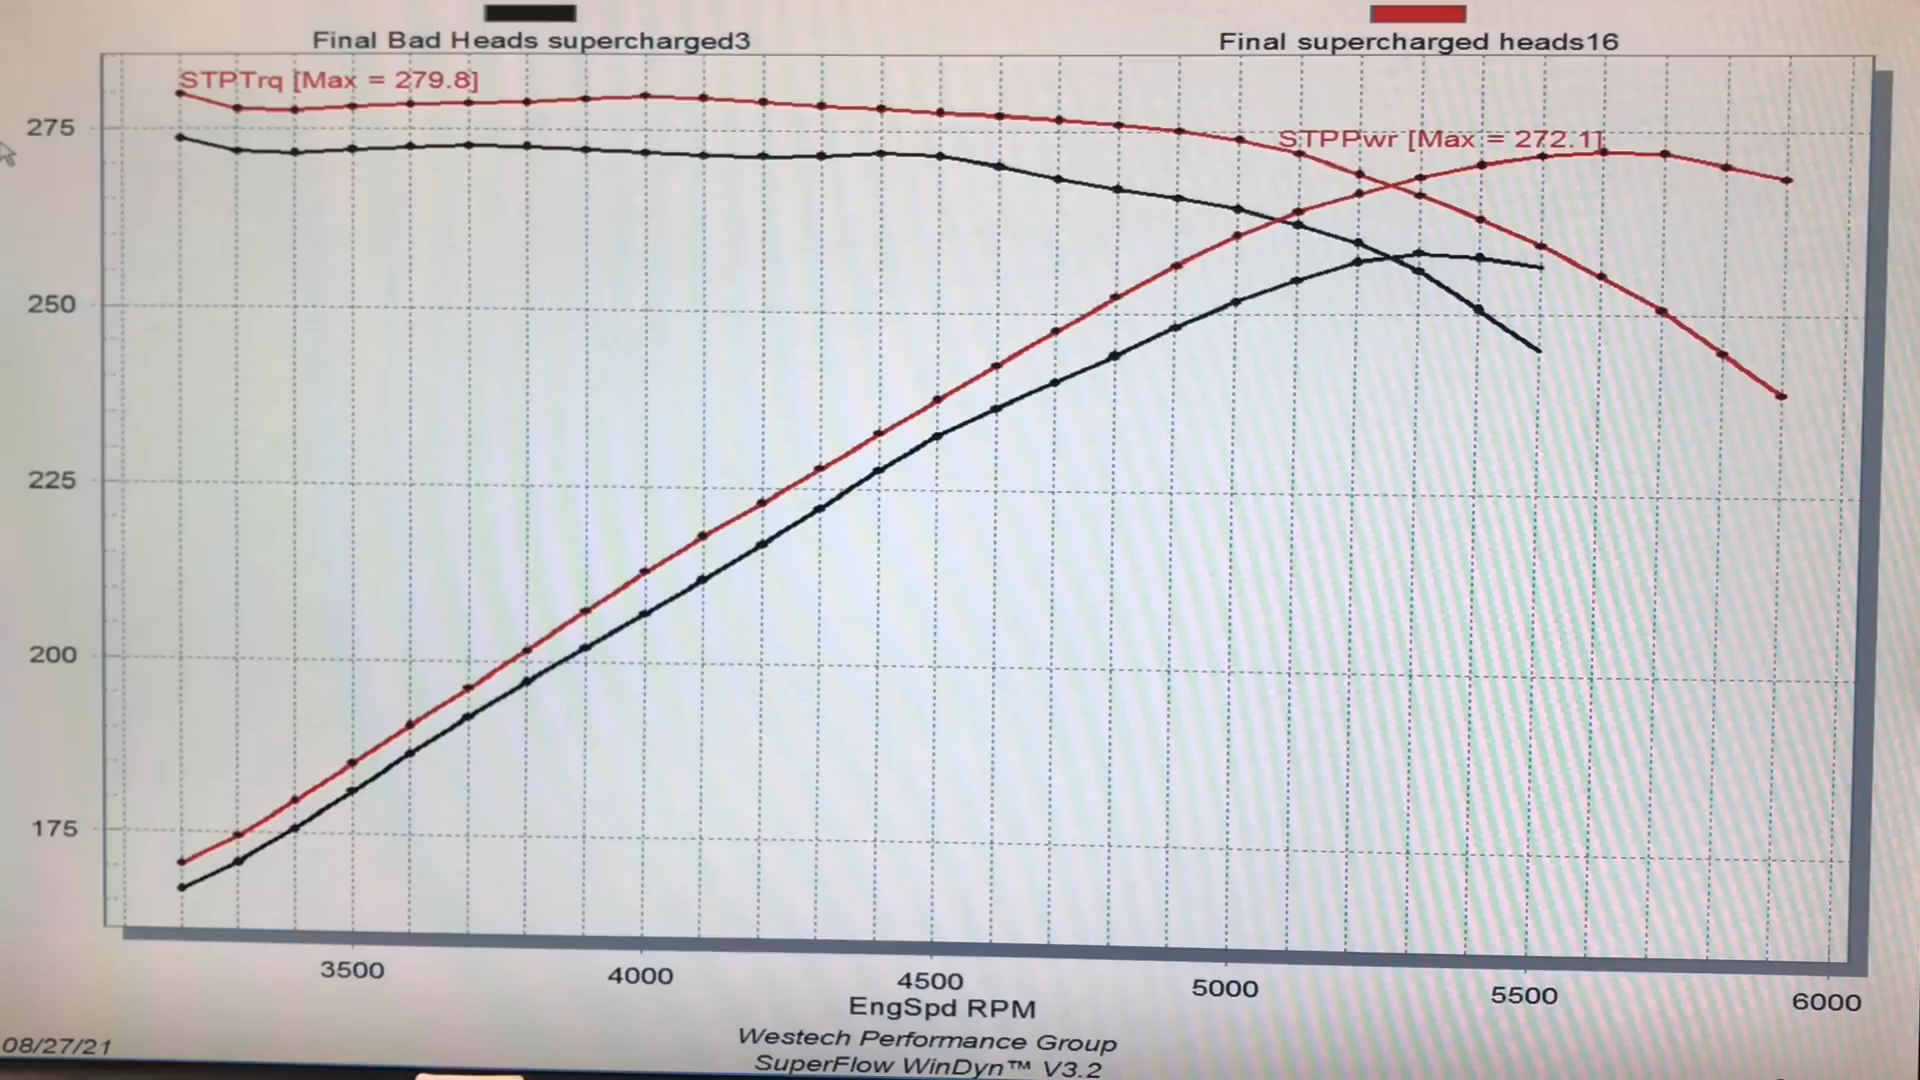 Final Bad Heads supercharged3
Final supercharged heads16
STPTrq [Max = 279.8]
STPPwr [Max = 272.1]
275
250
225
200
175
3500
4000
4500
5000
5500
6000
EngSpd RPM
Westech Performance Group
SuperFlow WinDyn™ V3.2
08/27/21